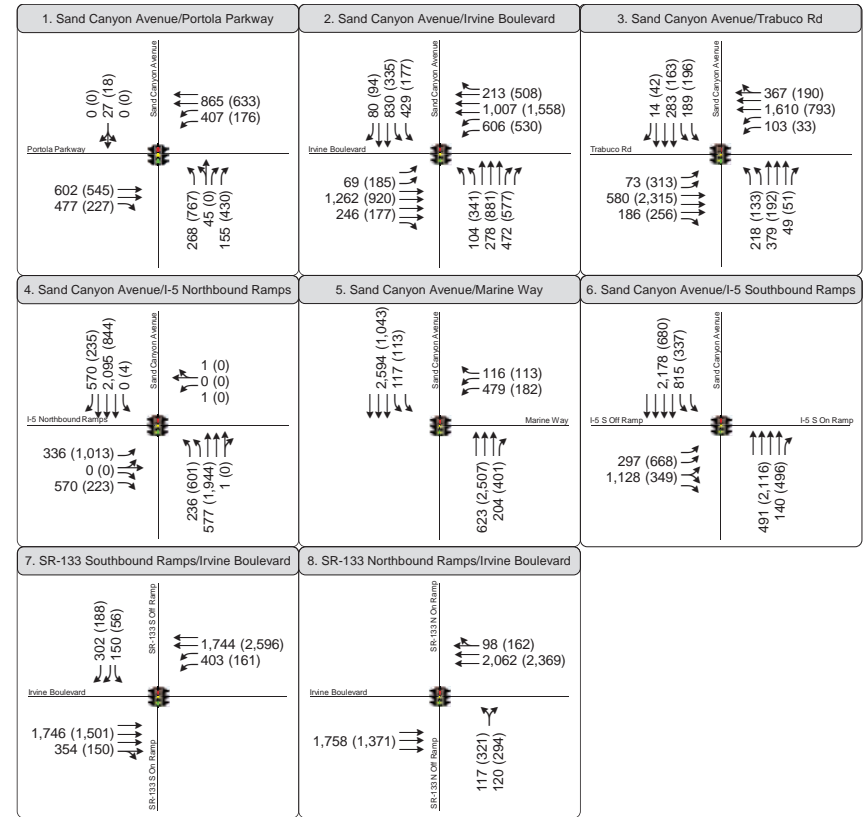 1. Sand Canyon Avenue/Portola Parkway
0 (0)
27 (18)
0 (0)
Sand Canyon Avenue
865 (633)
407 (176)
Portola Parkway
602 (545)
477 (227)
268 (767)
45 (0)
155 (430)
2. Sand Canyon Avenue/Irvine Boulevard
80 (94)
830 (335)
429 (177)
Sand Canyon Avenue
213 (508)
1,007 (1,558)
606 (530)
Irvine Boulevard
69 (185)
1,262 (920)
246 (177)
104 (341)
278 (881)
472 (577)
3. Sand Canyon Avenue/Trabuco Rd
14 (42)
283 (163)
189 (196)
Sand Canyon Avenue
367 (190)
1,610 (793)
103 (33)
Trabuco Rd
73 (313)
580 (2,315)
186 (256)
218 (133)
379 (192)
49 (51)
4. Sand Canyon Avenue/I-5 Northbound Ramps
570 (235)
2,095 (844)
0 (4)
Sand Canyon Avenue
1 (0)
0 (0)
1 (0)
I-5 Northbound Ramps
336 (1,013)
0 (0)
570 (223)
236 (601)
577 (1,944)
1 (0)
5. Sand Canyon Avenue/Marine Way
2,594 (1,043)
117 (113)
Sand Canyon Avenue
116 (113)
479 (182)
Marine Way
623 (2,507)
204 (401)
6. Sand Canyon Avenue/I-5 Southbound Ramps
2,178 (680)
815 (337)
Sand Canyon Avenue
I-5 S Off Ramp
I-5 S On Ramp
297 (668)
1,128 (349)
491 (2,116)
140 (496)
7. SR-133 Southbound Ramps/Irvine Boulevard
302 (188)
150 (56)
SR-133 S Off Ramp
1,744 (2,596)
403 (161)
Irvine Boulevard
1,746 (1,501)
354 (150)
SR-133 S On Ramp
8. SR-133 Northbound Ramps/Irvine Boulevard
SR-133 N On Ramp
98 (162)
2,062 (2,369)
Irvine Boulevard
1,758 (1,371)
SR-133 N Off Ramp
117 (321)
120 (294)